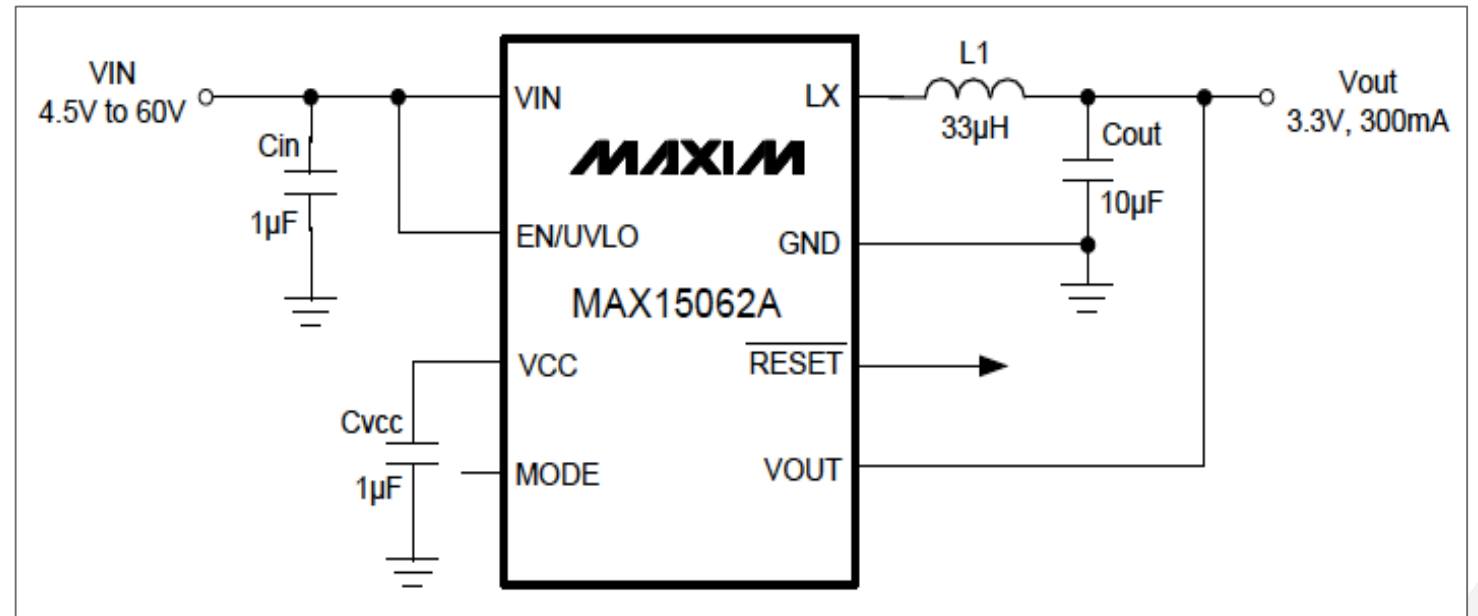 VIN
4.5V to 60V
Cin
1µF
VIN
EN/UVLO
VCC
MODE
Cvcc
1µF
MAXIM
MAX15062A
LX
GND
RESET
VOUT
L1
33µH
Cout
10µF
Vout
3.3V, 300mA